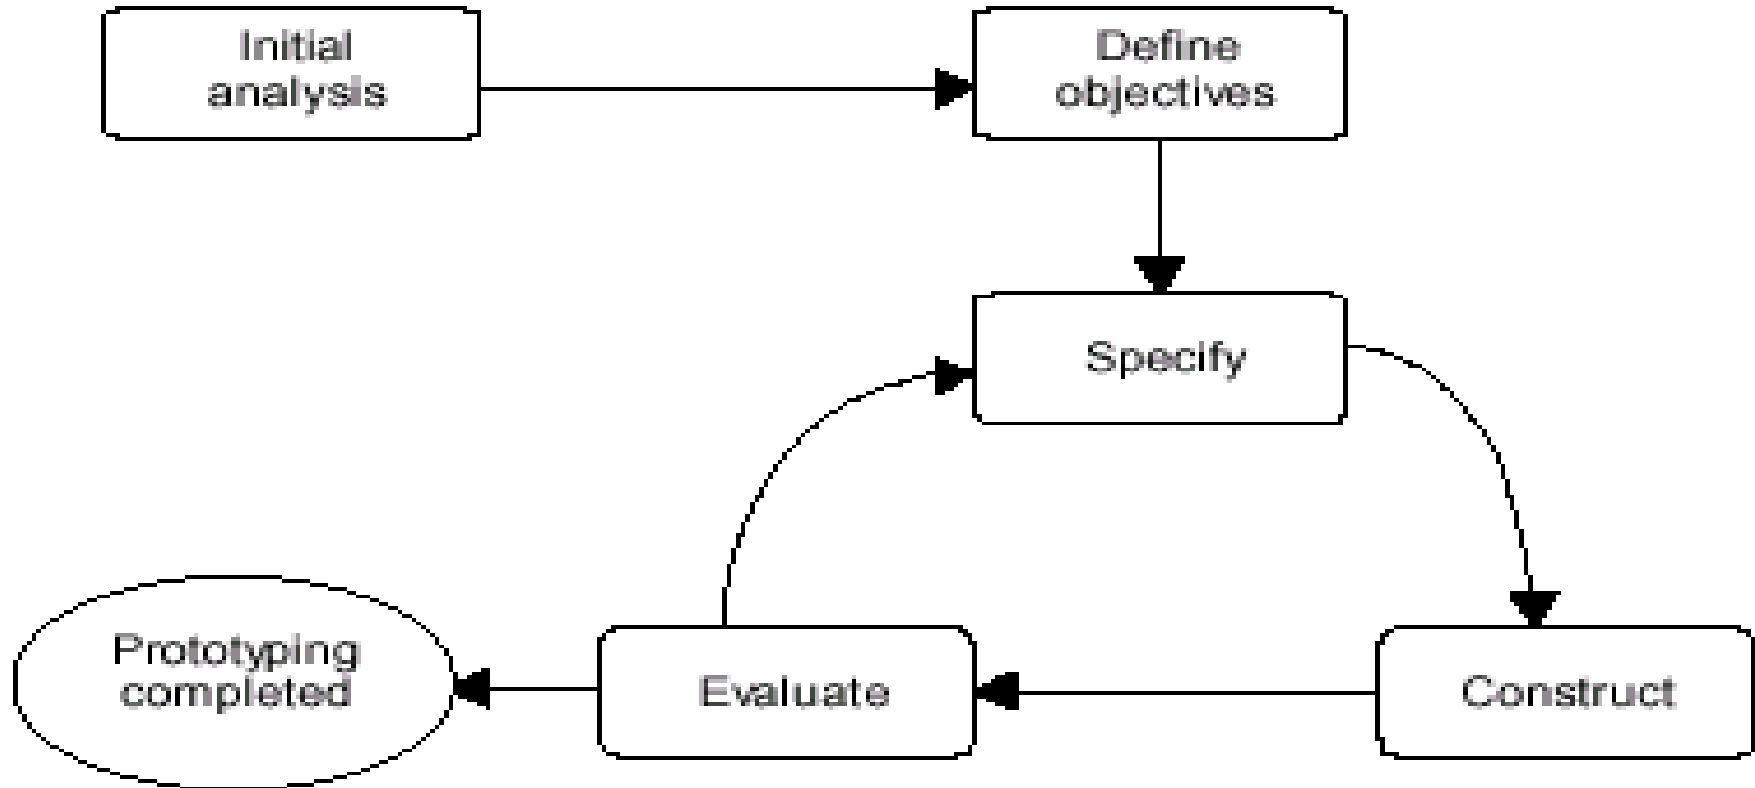 Initial
analysis
Define
objectives
Specify
Construct
Evaluate
Prototyping
completed